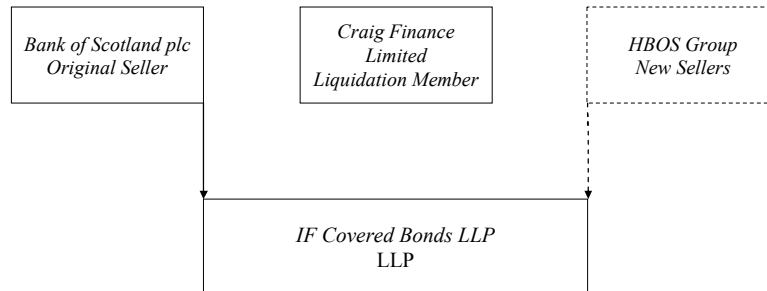 Bank of Scotland plc
Original Seller
Craig Finance
Limited
Liquidation Member
HBOS Group
New Sellers
IF Covered Bonds LLP
LLP